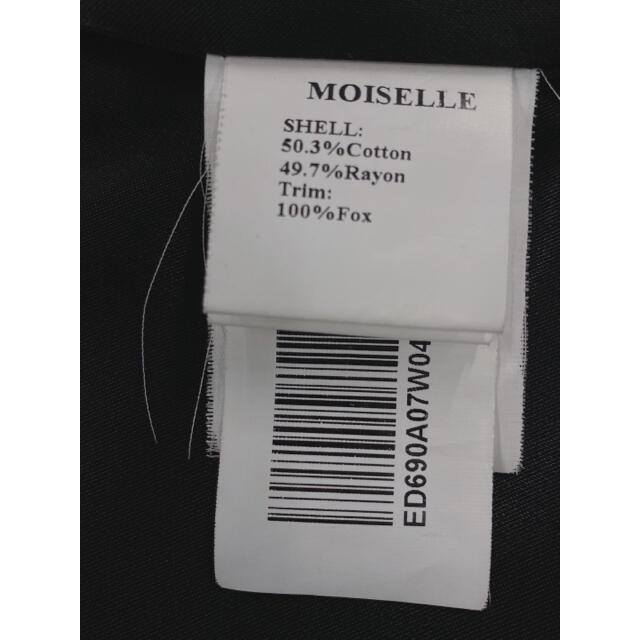 MOISELLE
SHELL:
50.3%Cotton
49.7%Rayon
Trim:
100%Fox
ED690A07W04